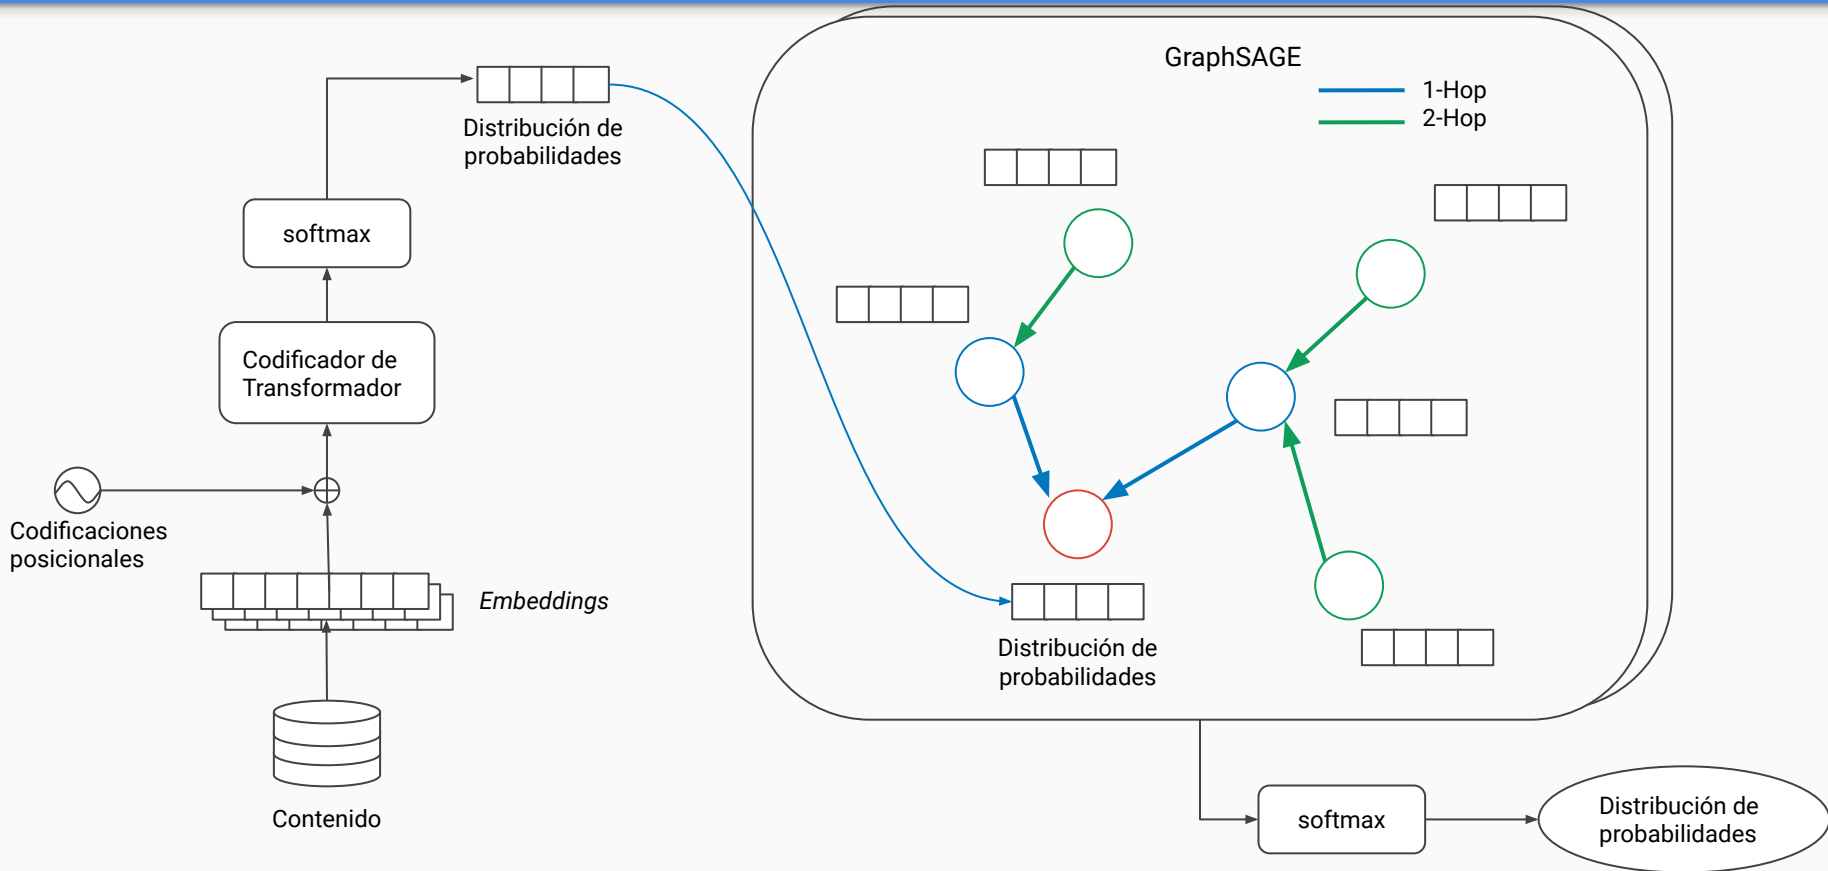 GraphSAGE
1-Hop
2-Hop
Distribución de
probabilidades
softmax
Codificador de
Transformador
Codificaciones
posicionales
Embeddings
Contenido
Distribución de
probabilidades
softmax
Distribución de
probabilidades